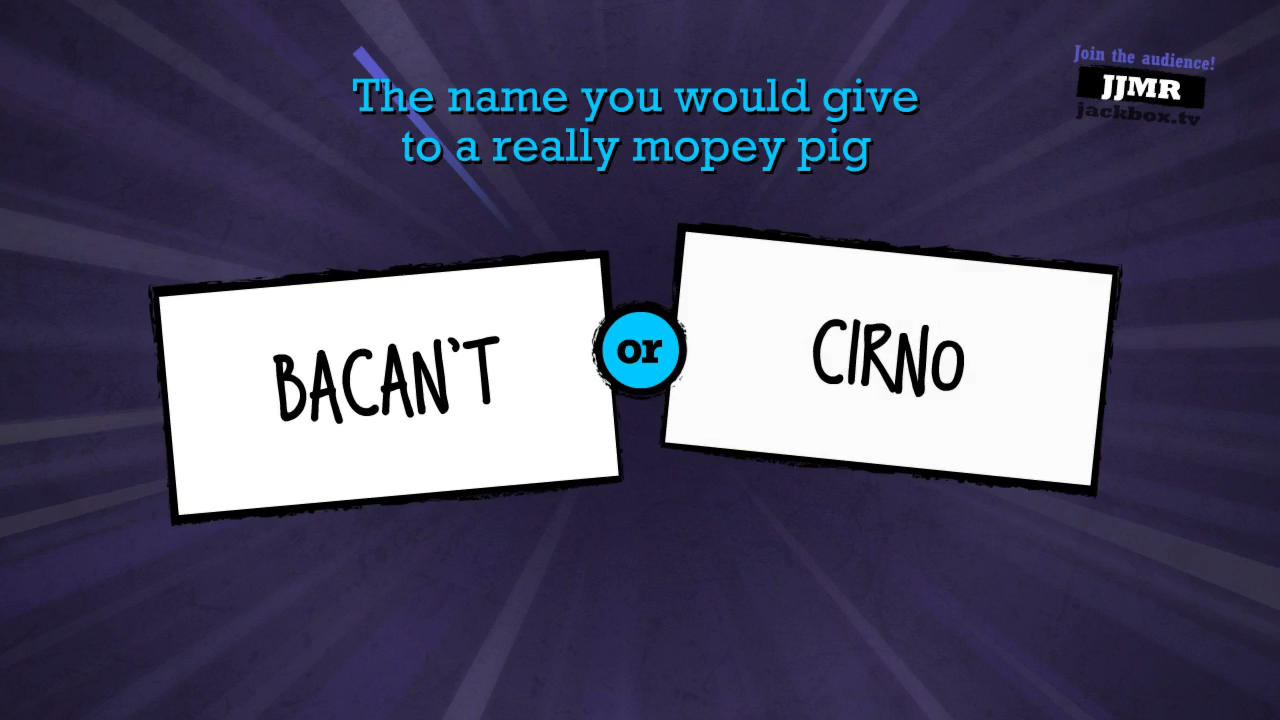 The name you would give
to a really mopey pig
Join the audience!
JJMR
jackbox.tv
BACAN'T
or
CIRNO